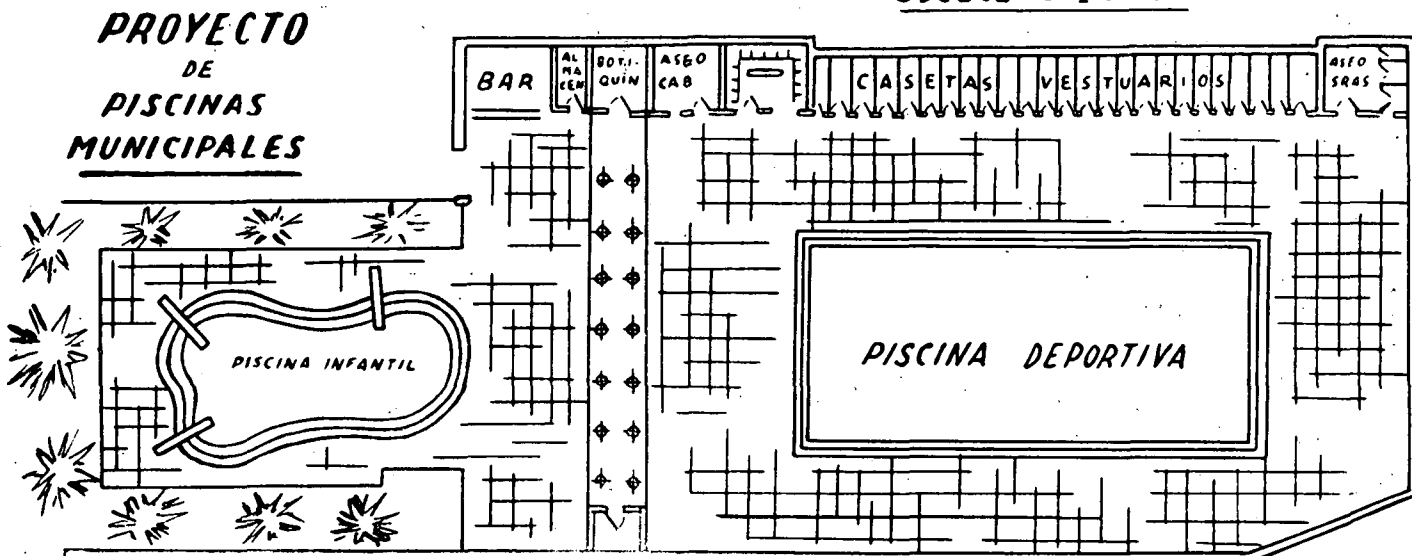 PROYECTO
DE
PISCINAS
MUNICIPALES
BAR
AL
MA
CEN
BOTI-
QUÍN
ASEO
CAB
CASETAS VESTUARIOS
ASEO
SRAS
PISCINA INFANTIL
PISCINA DEPORTIVA